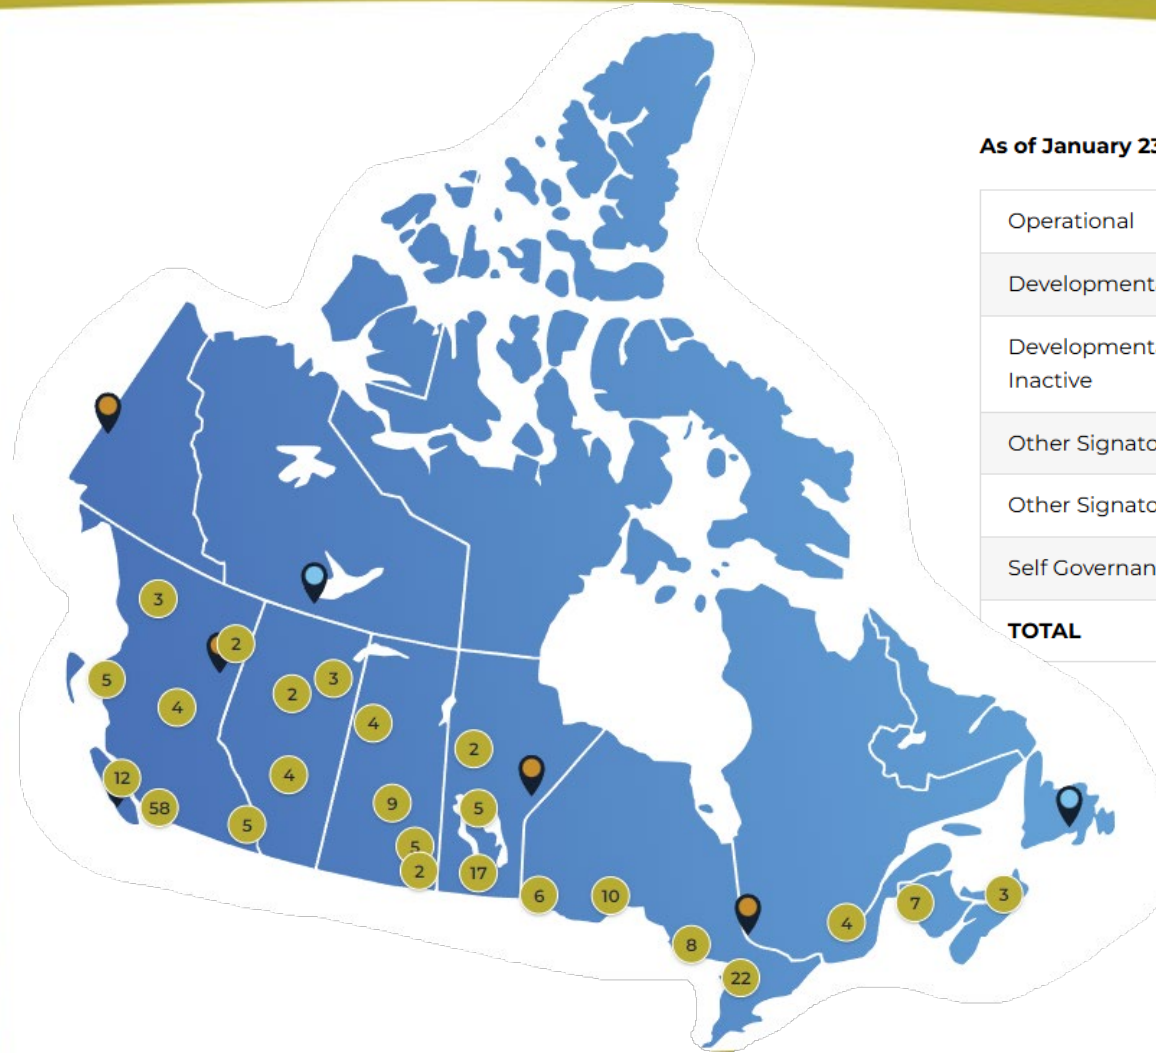 As of January 23
Operational
Development
Development
Inactive
Other Signato
Other Signato
Self Governan
TOTAL
3
2
5
4
2
3
4
2
12
58
4
5
9
5
5
2
17
6
10
8
22
4
7
3